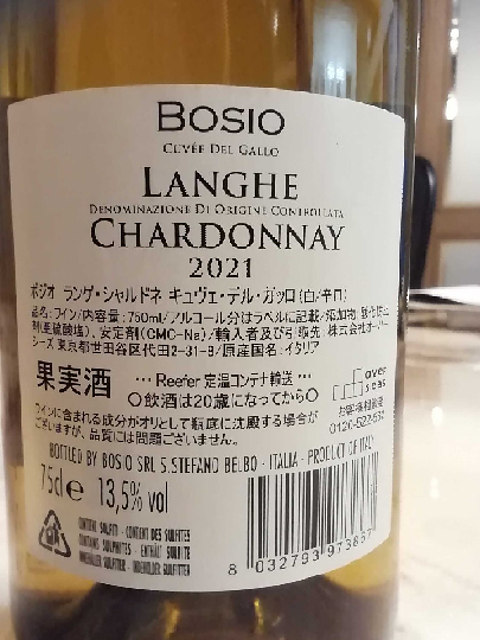 BOSIO
CUVÉE DEL GALLO
LANGHE
DENOMINAZIONE DI ORIGINE CONTROLLATA
CHARDONNAY
2021
ボジオ ランゲ・シャルドネ キュヴェ・デル・ガッロ(白/辛口)
品名:ワイン/内容量:750ml/アルコール分はラベルに記載/添加物:酸化防止
剤(亜硫酸塩)、安定剤(CMC-Na)/輸入者及び引取先:株式会社オーバー
シーズ 東京都世田谷区代田2-31-8/原産国名:イタリア
果実酒
… Reefer 定温コンテナ輸送 …
○飲酒は20歳になってから○
over
seas
お客様相談室
ワインに含まれる成分がオリとして瓶底に沈殿する場合が
ございますが、品質には問題ございません。
BOTTLED BY BOSIO SRL S.STEFANO BELBO - ITALIA - PRODUCT OF ITALY
75cl e 13,5% vol
CONTIENT SULFITI - CONTIENT DES SULFITES
CONTAINS SULPHITES - ENTHÄLT SULFITE
8 032793 973867